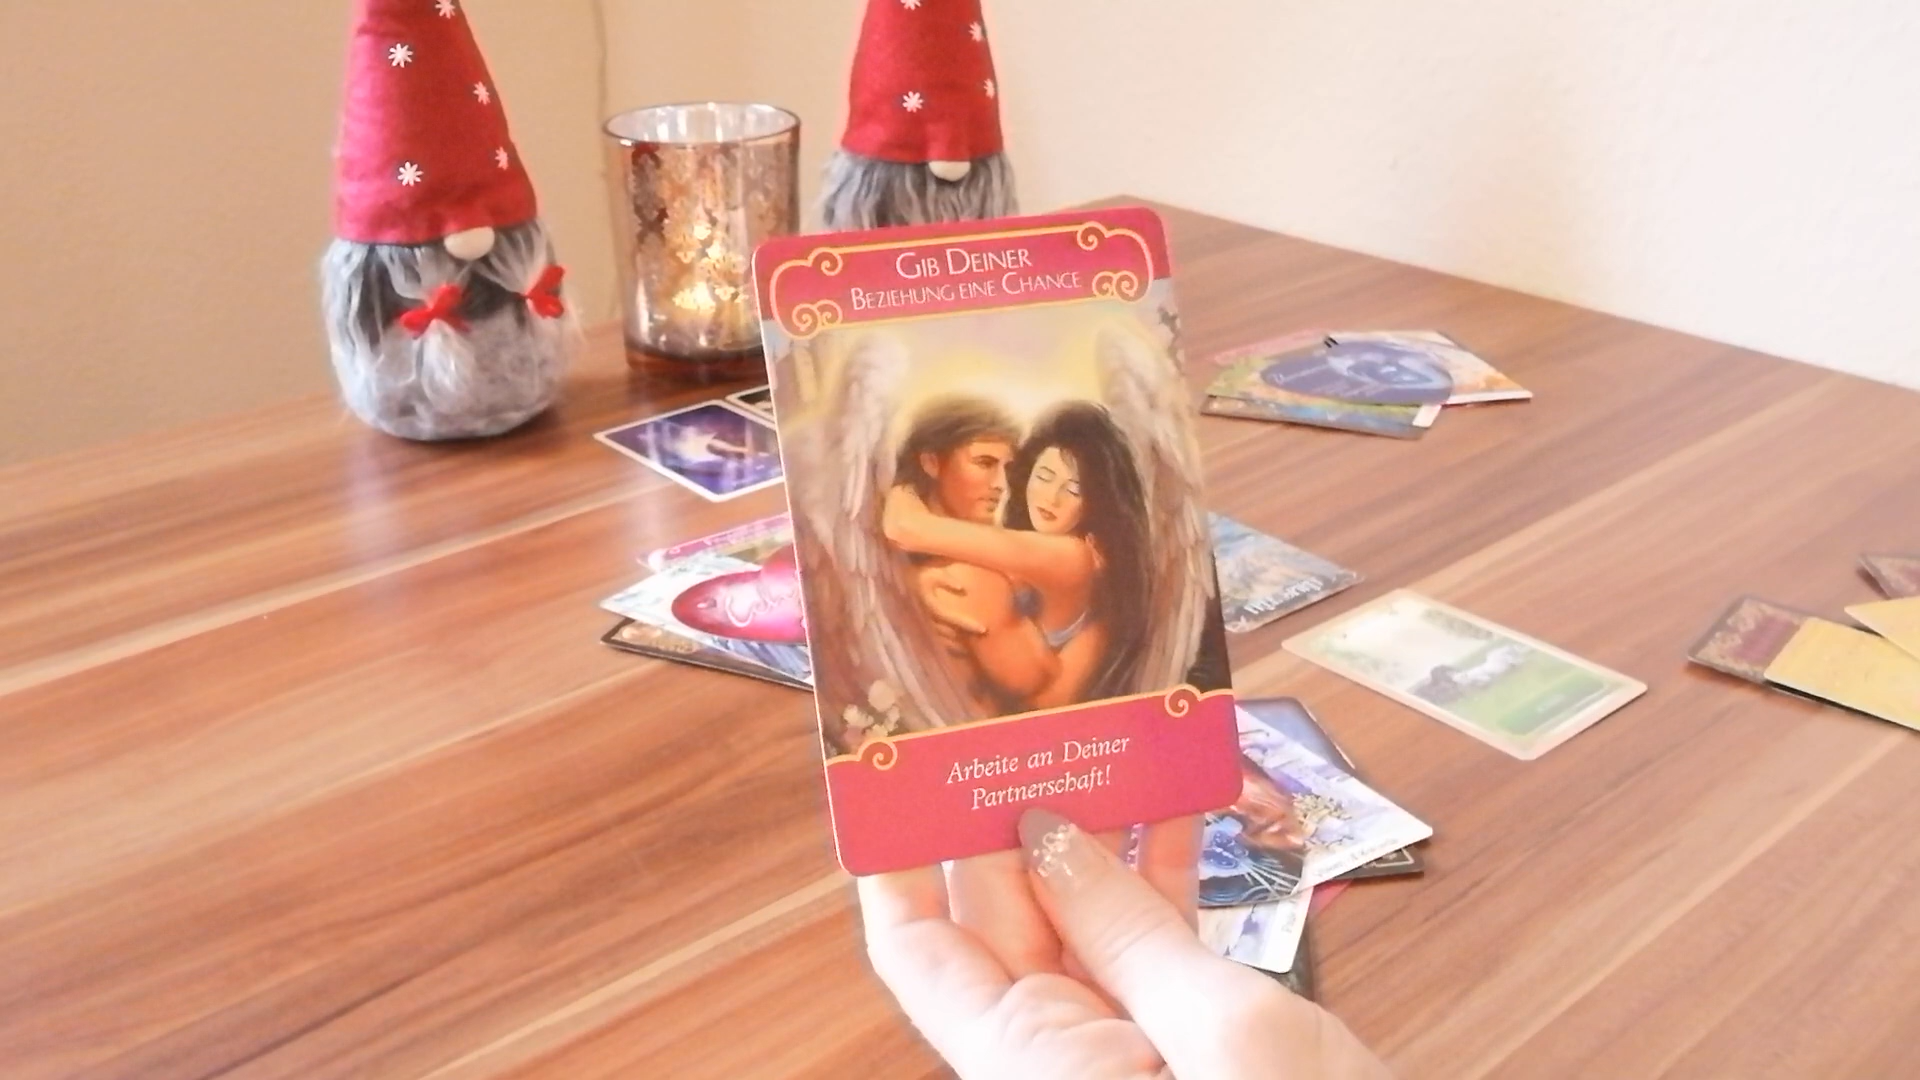 GIB DEINER
BEZIEHUNG EINE CHANCE
Arbeite an Deiner
Partnerschaft!